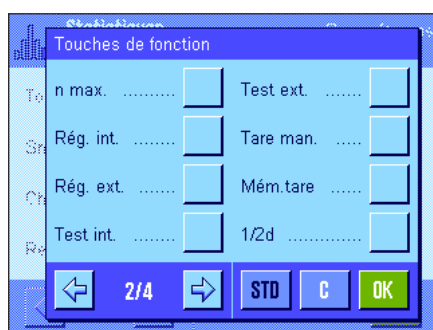 Statistiques
Touches de fonction
n max. ..........
Test ext. .......
Rég. int. ........
Tare man. .....
Rég. ext. .......
Mém.tare ......
Test int. ........
1/2d ..............
2/4
STD
C
OK